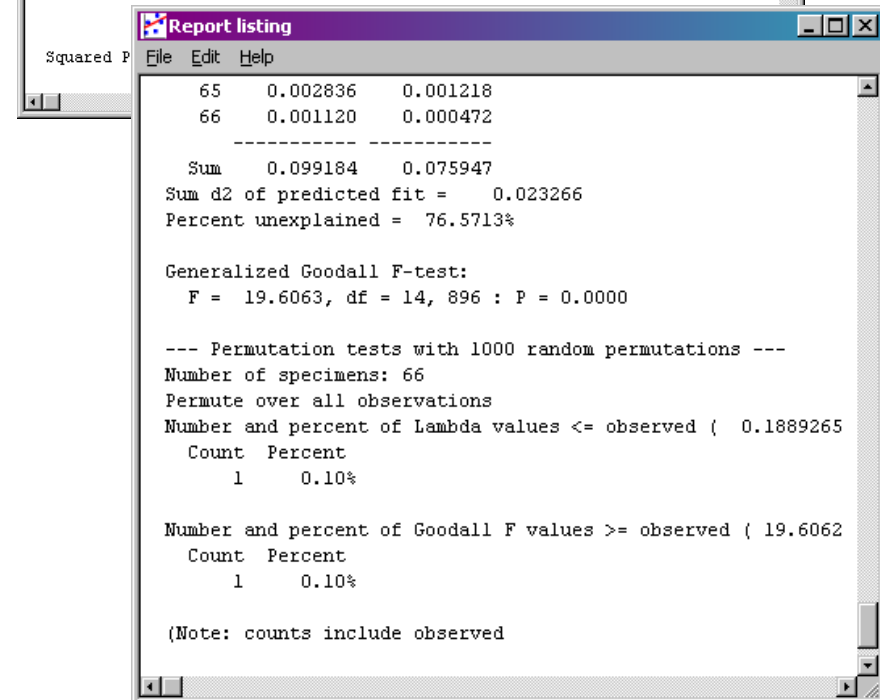 Squared P
Report listing
File Edit Help
65 0.002836 0.001218
66 0.001120 0.000472
----------- -----------
Sum 0.099184 0.075947
Sum d2 of predicted fit = 0.023266
Percent unexplained = 76.5713%
Generalized Goodall F-test:
F = 19.6063, df = 14, 896 : P = 0.0000
--- Permutation tests with 1000 random permutations ---
Number of specimens: 66
Permute over all observations
Number and percent of Lambda values <= observed ( 0.1889265
Count Percent
1 0.10%
Number and percent of Goodall F values >= observed ( 19.6062
Count Percent
1 0.10%
(Note: counts include observed